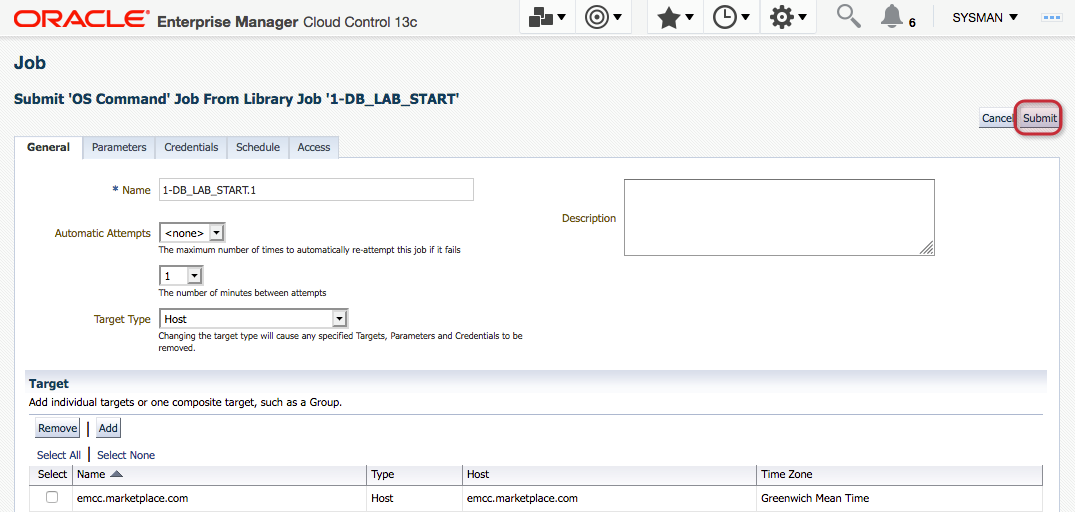 ORACLE® Enterprise Manager Cloud Control 13c 6 SYSMAN
Job
Submit 'OS Command' Job From Library Job '1-DB_LAB_START'
Cancel Submit
General Parameters Credentials Schedule Access
* Name 1-DB_LAB_START.1
Description
Automatic Attempts <none>
The maximum number of times to automatically re-attempt this job if it fails
1
The number of minutes between attempts
Target Type Host
Changing the target type will cause any specified Targets, Parameters and Credentials to be
removed.
Target
Add individual targets or one composite target, such as a Group.
Remove | Add
Select All | Select None
Select Name Type Host Time Zone
emcc.marketplace.com Host emcc.marketplace.com Greenwich Mean Time